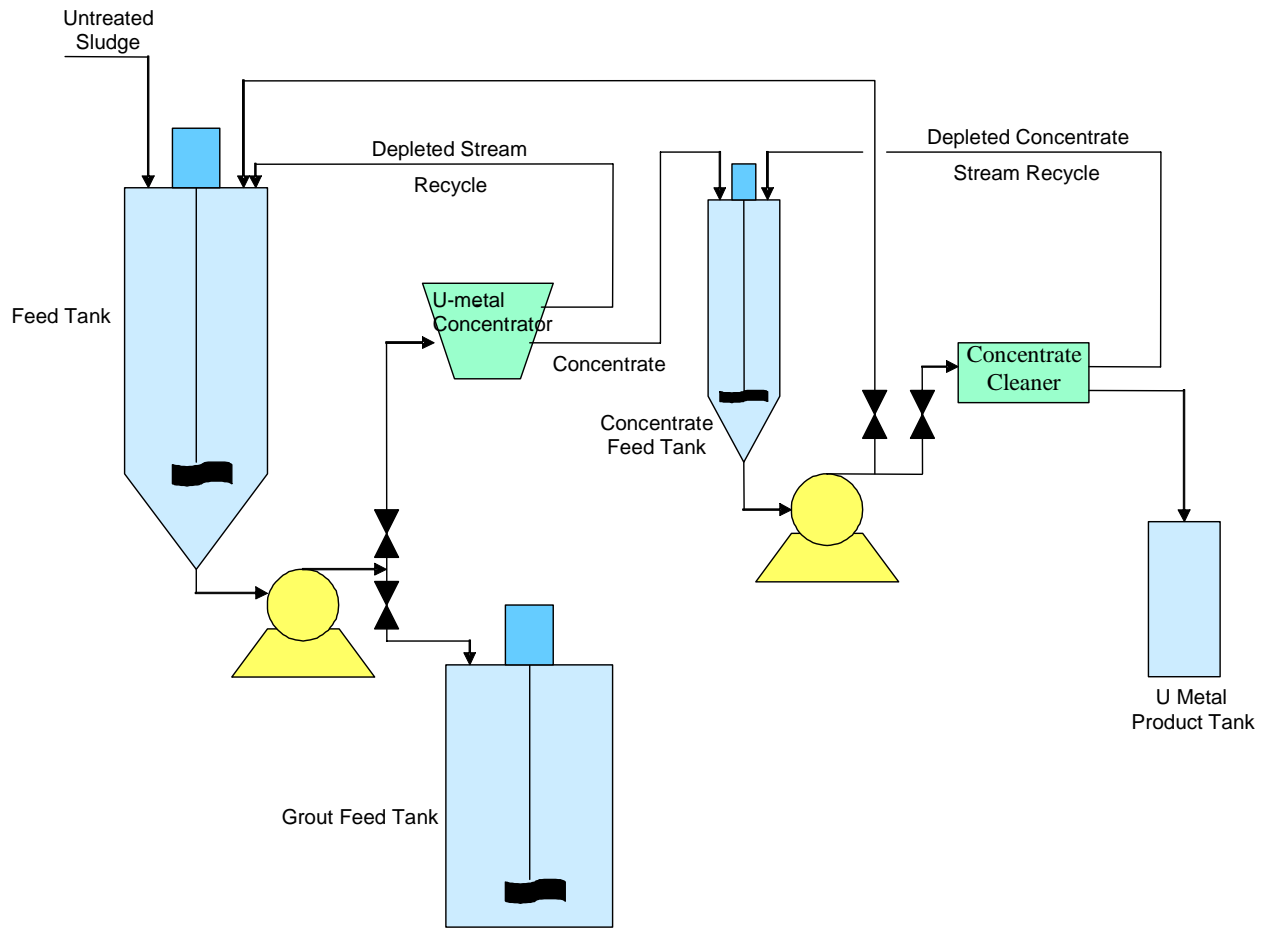 Untreated
Sludge
Depleted Stream
Recycle
Depleted Concentrate
Stream Recycle
Feed Tank
U-metal
Concentrator
Concentrate
Concentrate
Cleaner
Concentrate
Feed Tank
U Metal
Product Tank
Grout Feed Tank